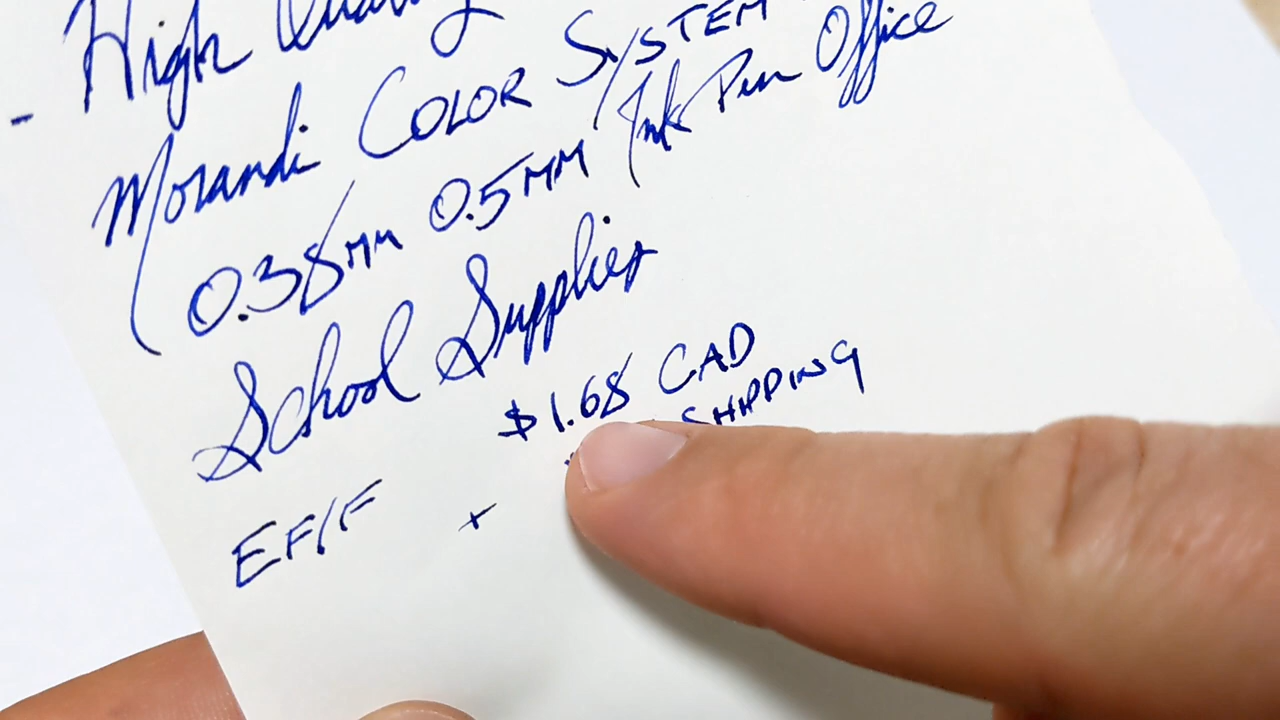 - High Quality
Morandi COLOR SYSTEM
0.38MM 0.5MM Ink Pen Office
School Supplies
$1.68 CAD
SHIPPING
EF/F +